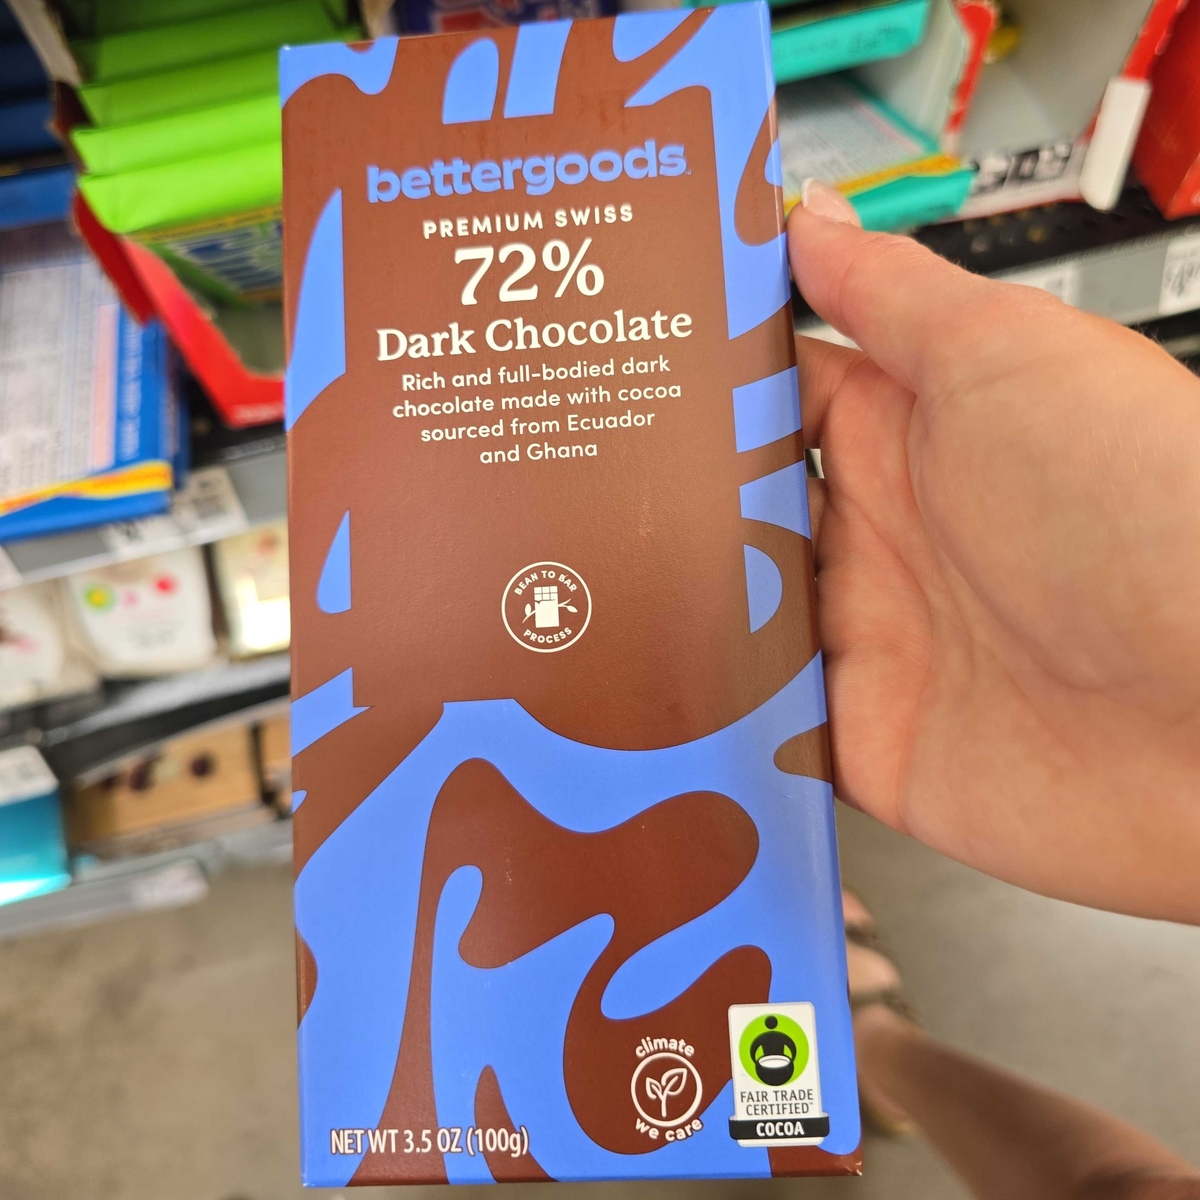 bettergoods
PREMIUM SWISS
72%
Dark Chocolate
Rich and full-bodied dark
chocolate made with cocoa
sourced from Ecuador
and Ghana
BEAN TO BAR
PROCESS
climate
we care
FAIR TRADE
CERTIFIED™
COCOA
NET WT 3.5 OZ (100g)